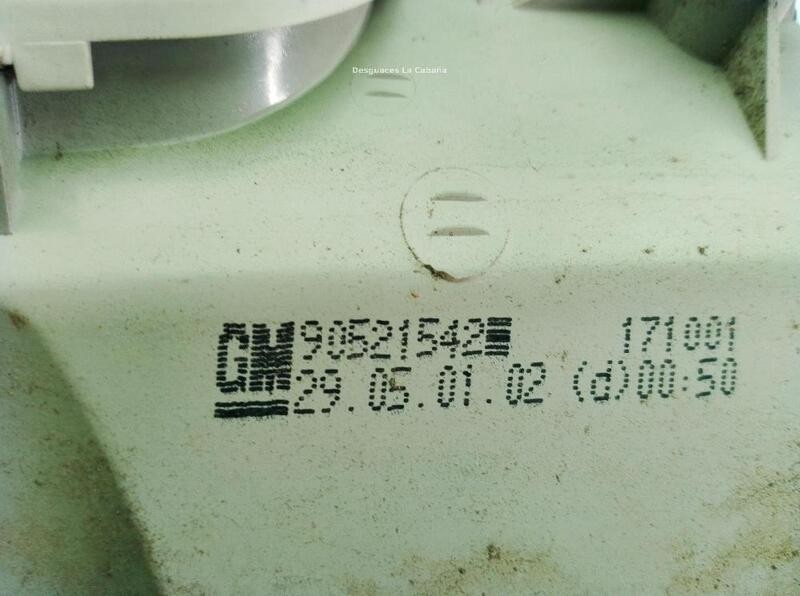 Desguaces La Cabaña
GM 90521542 171001
29.05.01.02 (d)00:50